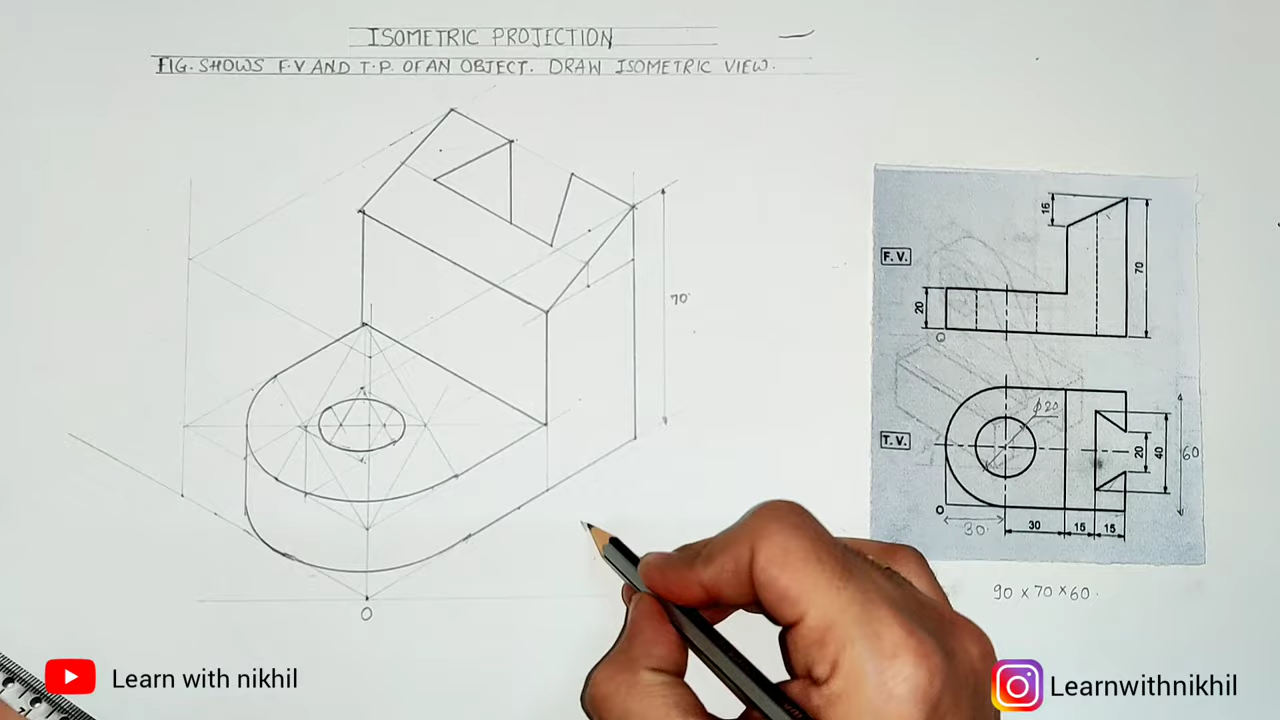 ISOMETRIC PROJECTION
FIG. SHOWS F.V AND T.P. OF AN OBJECT. DRAW ISOMETRIC VIEW.
70
O
16
F. V.
70
20
O
T. V.
φ20
20
40
60
O
30
30
15
15
90 x 70 x 60.
Learn with nikhil
Learnwithnikhil